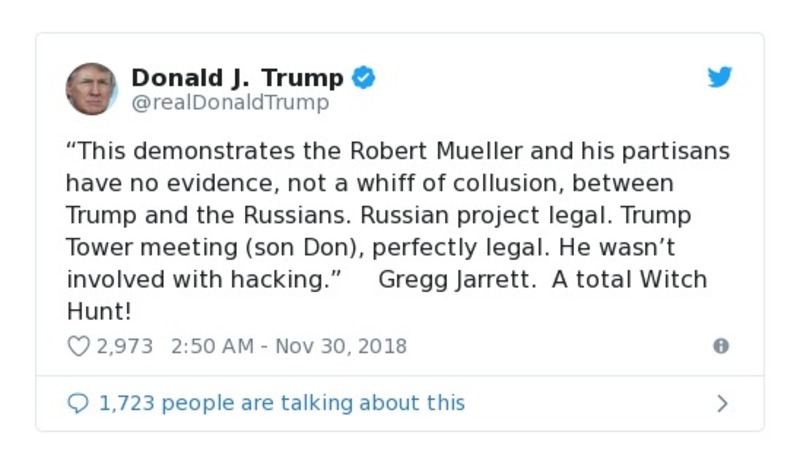 Donald J. Trump
@realDonaldTrump
“This demonstrates the Robert Mueller and his partisans
have no evidence, not a whiff of collusion, between
Trump and the Russians. Russian project legal. Trump
Tower meeting (son Don), perfectly legal. He wasn’t
involved with hacking.”     Gregg Jarrett.  A total Witch
Hunt!
2,973 2:50 AM - Nov 30, 2018
1,723 people are talking about this